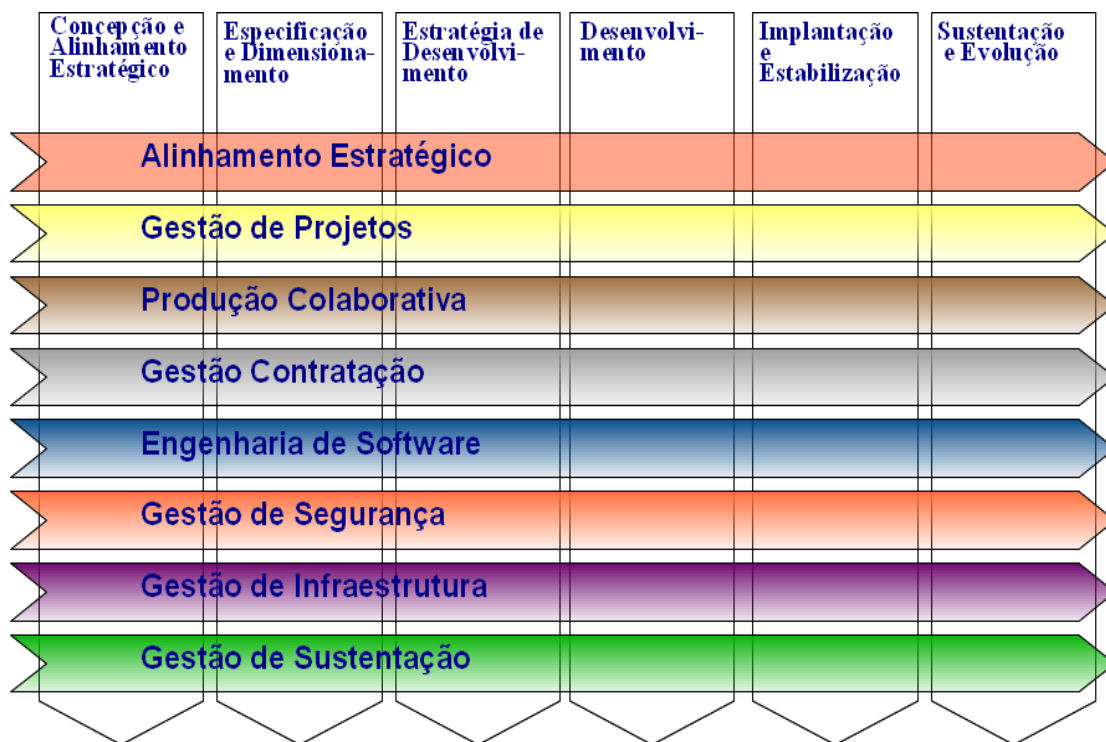 Concepção e
Alinhamento
Estratégico
Especificação
e Dimensiona-
mento
Estratégia de
Desenvolvi-
mento
Desenvolvi-
mento
Implantação
e
Estabilização
Sustentação
e Evolução
Alinhamento Estratégico
Gestão de Projetos
Produção Colaborativa
Gestão Contratação
Engenharia de Software
Gestão de Segurança
Gestão de Infraestrutura
Gestão de Sustentação